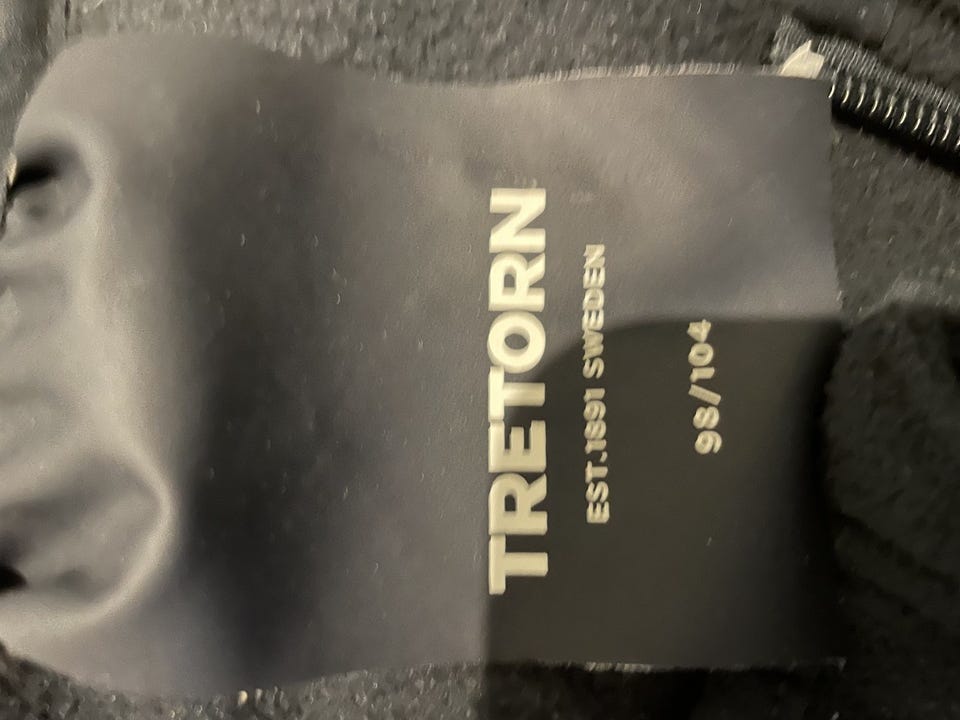 TRETORN
EST.1891 SWEDEN
98/104